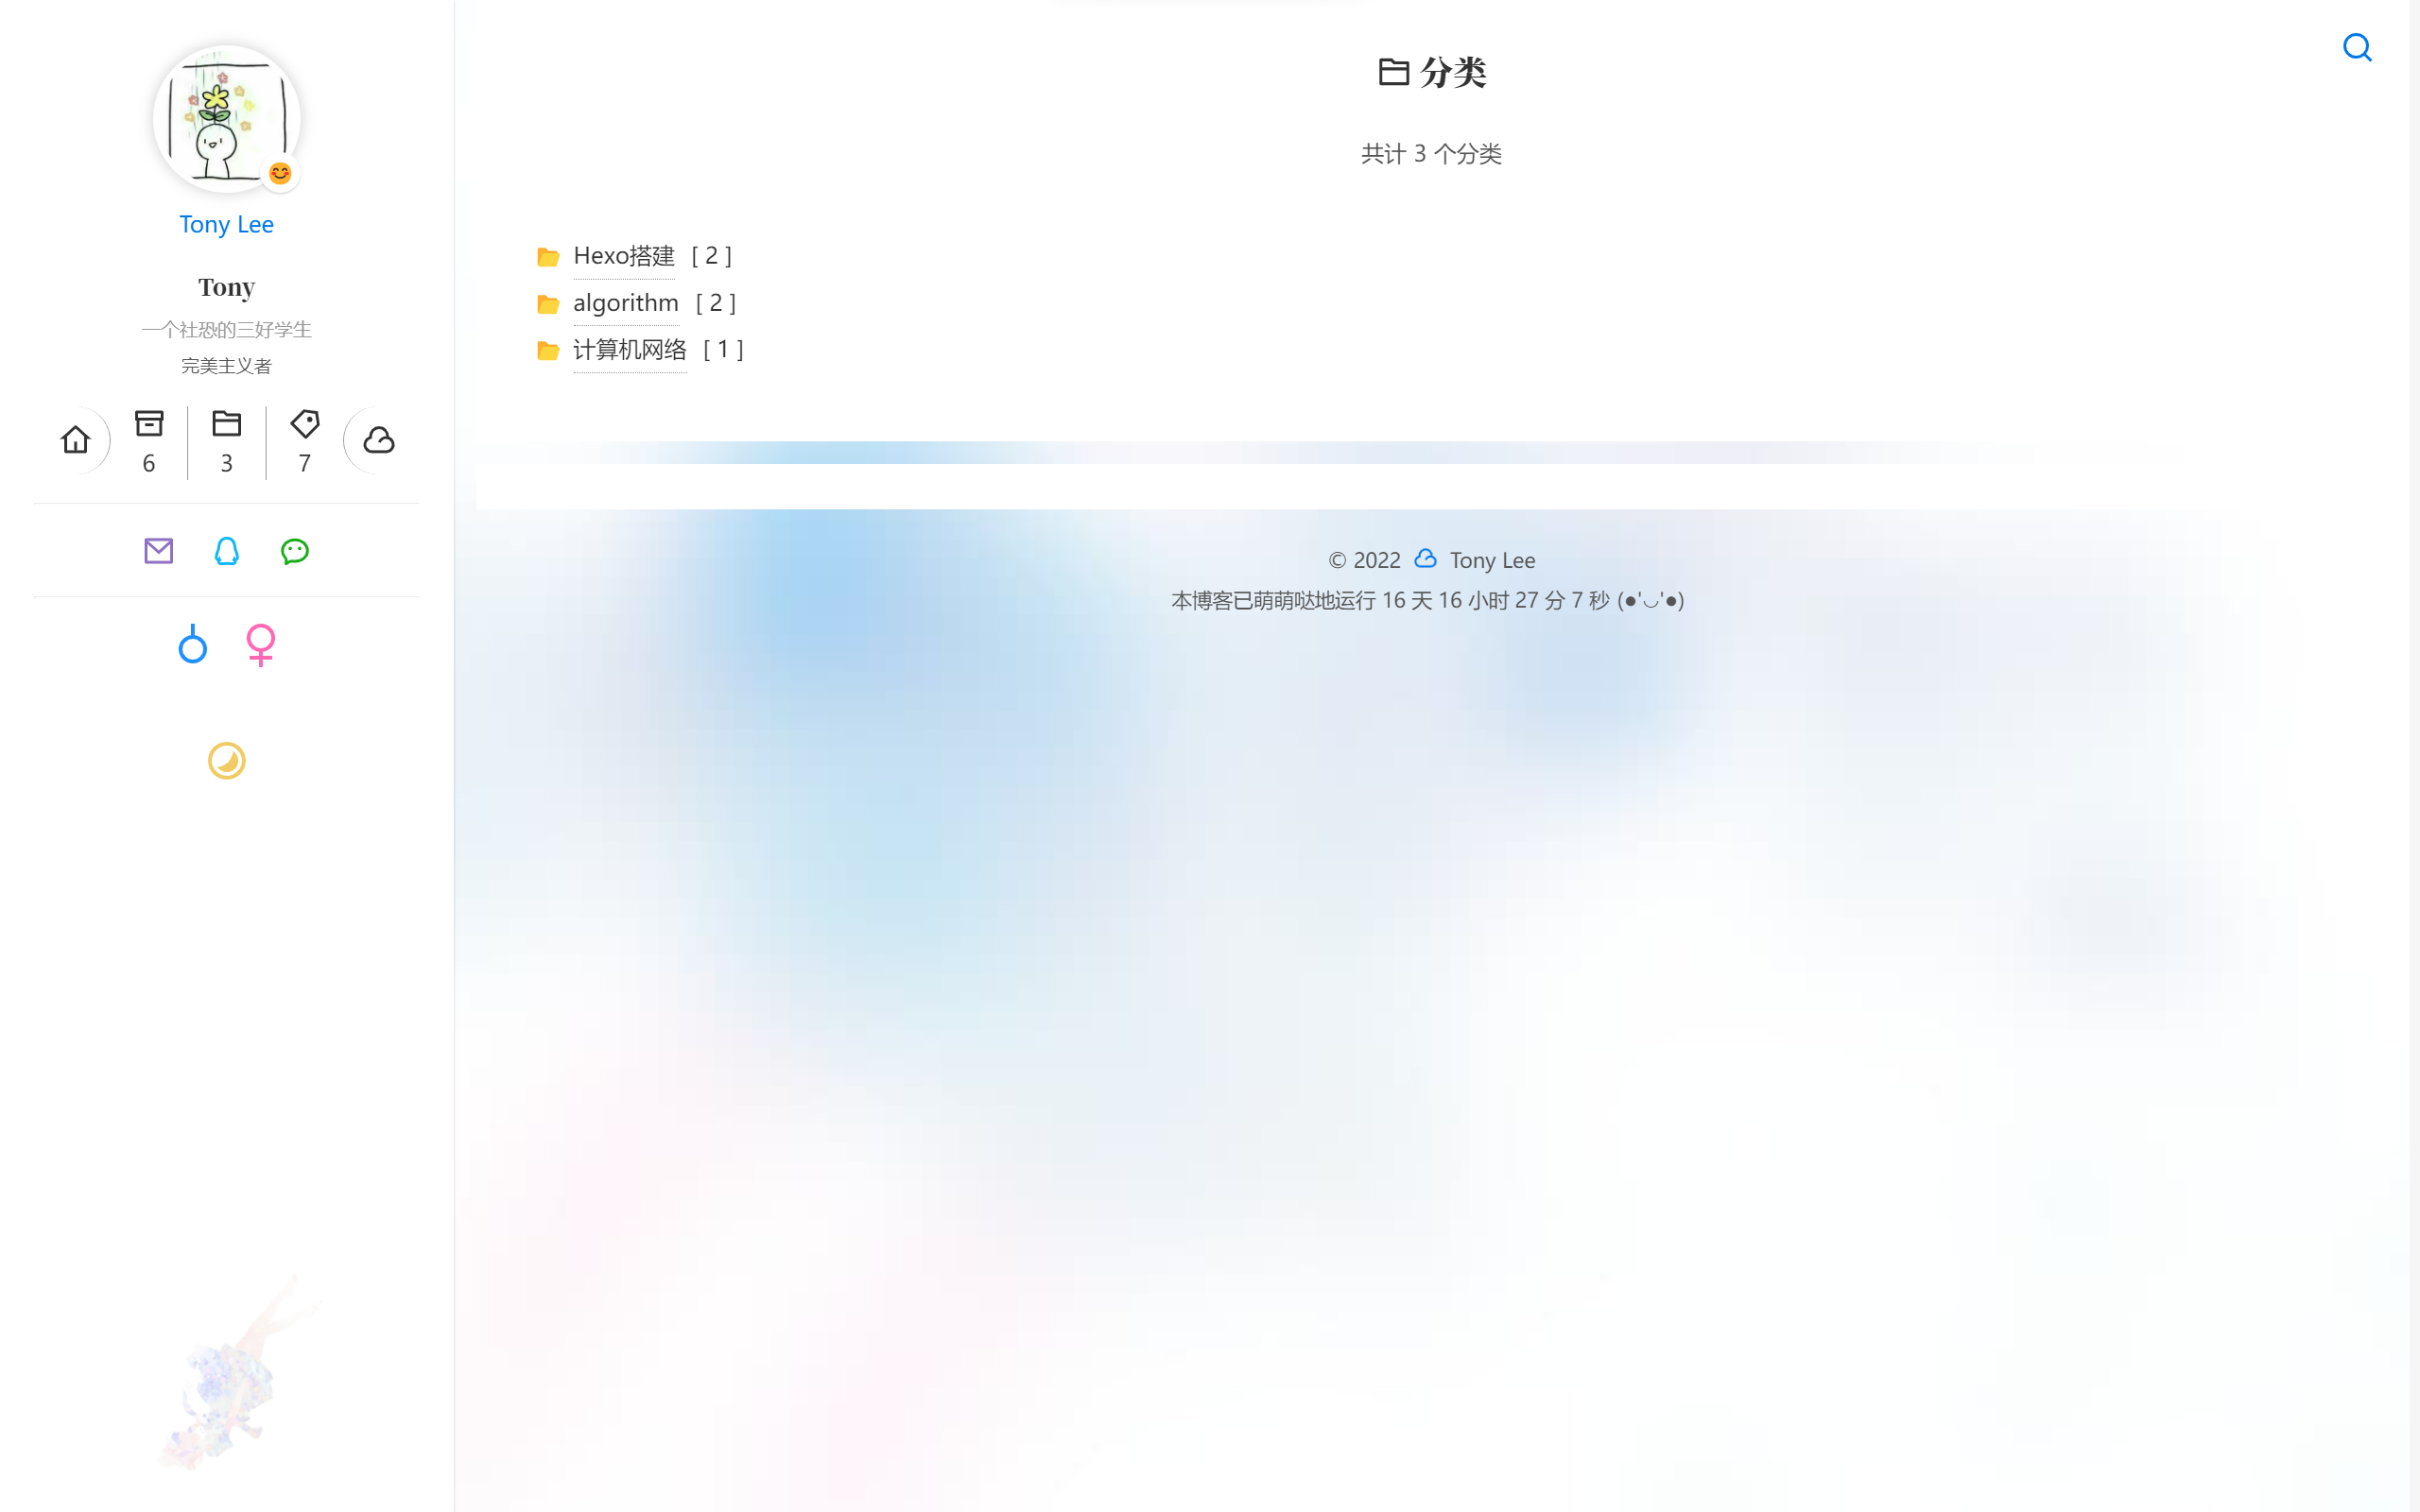 Tony Lee
Tony
一个社恐的三好学生
完美主义者
6
3
7
分类
共计 3 个分类
Hexo搭建 [ 2 ]
algorithm [ 2 ]
计算机网络 [ 1 ]
© 2022 Tony Lee
本博客已萌萌哒地运行 16 天 16 小时 27 分 7 秒 (●'◡'●)